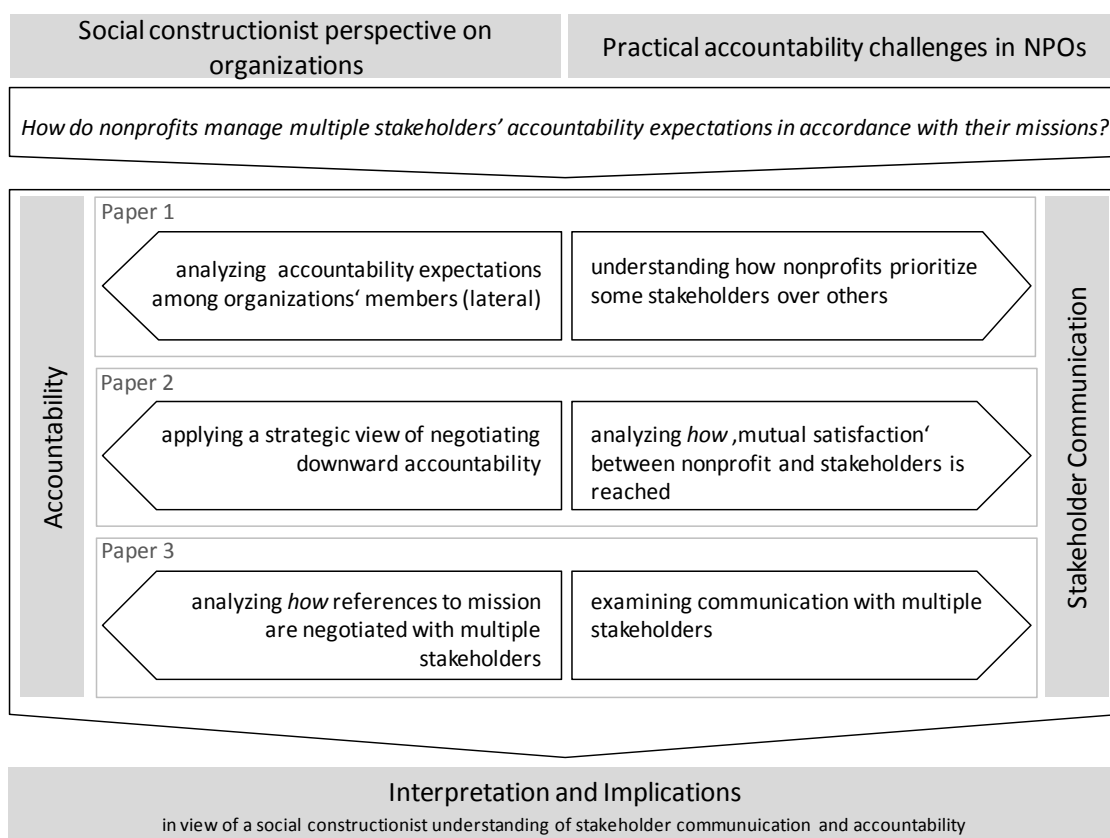 Social constructionist perspective on
organizations
Practical accountability challenges in NPOs
How do nonprofits manage multiple stakeholders’ accountability expectations in accordance with their missions?
Accountability
Paper 1
analyzing accountability expectations
among organizations‘ members (lateral)
understanding how nonprofits prioritize
some stakeholders over others
Paper 2
applying a strategic view of negotiating
downward accountability
analyzing how ‚mutual satisfaction‘
between nonprofit and stakeholders is
reached
Paper 3
analyzing how references to mission
are negotiated with multiple
stakeholders
examining communication with multiple
stakeholders
Stakeholder Communication
Interpretation and Implications
in view of a social constructionist understanding of stakeholder commuuication and accountability